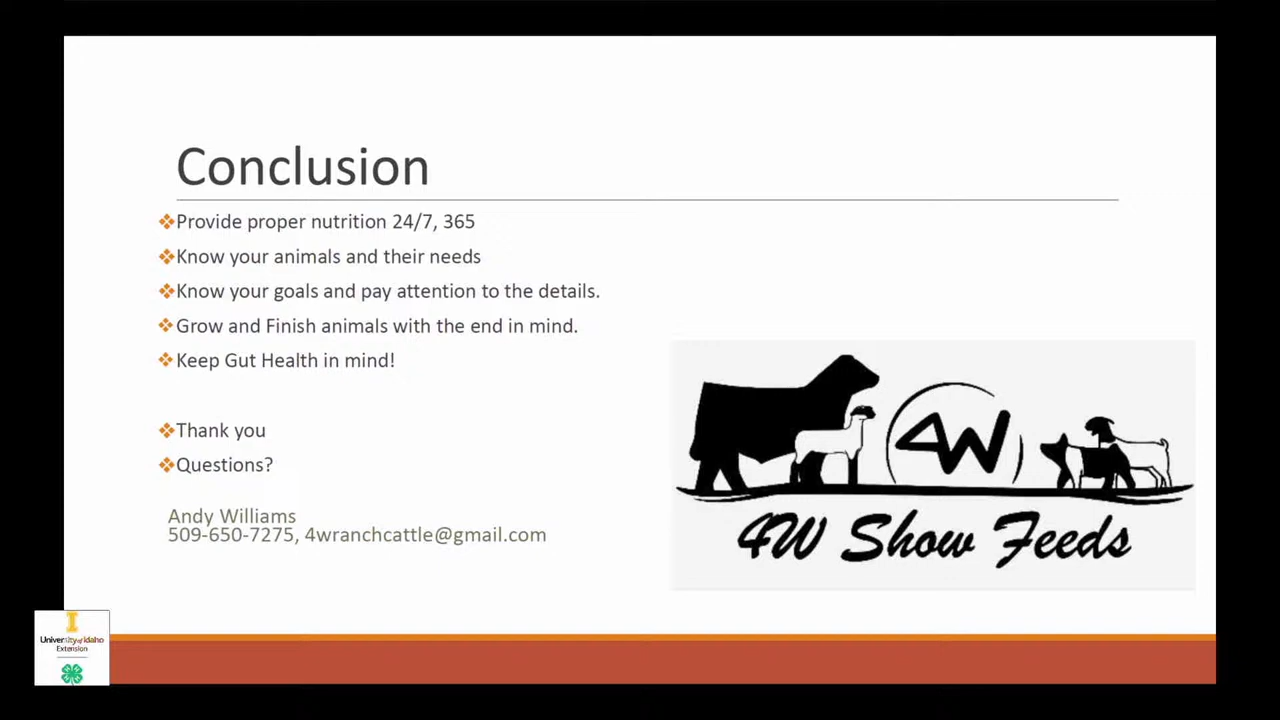 Conclusion
Provide proper nutrition 24/7, 365
Know your animals and their needs
Know your goals and pay attention to the details.
Grow and Finish animals with the end in mind.
Keep Gut Health in mind!
Thank you
Questions?
Andy Williams
509-650-7275, 4wranchcattle@gmail.com
4W
4W Show Feeds
I
University of Idaho
Extension